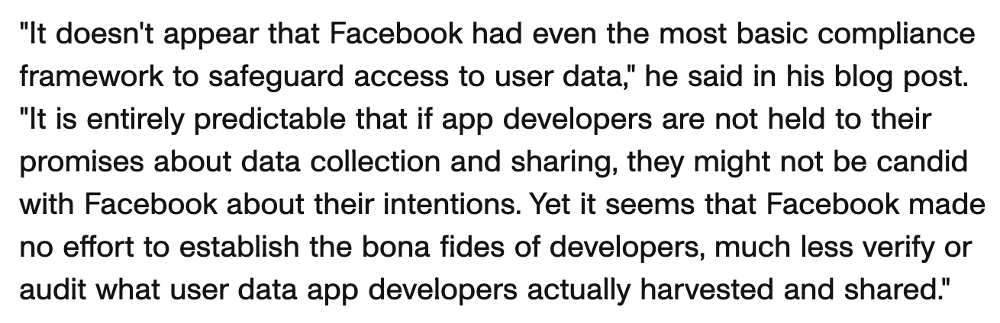 "It doesn't appear that Facebook had even the most basic compliance
framework to safeguard access to user data," he said in his blog post.
"It is entirely predictable that if app developers are not held to their
promises about data collection and sharing, they might not be candid
with Facebook about their intentions. Yet it seems that Facebook made
no effort to establish the bona fides of developers, much less verify or
audit what user data app developers actually harvested and shared."